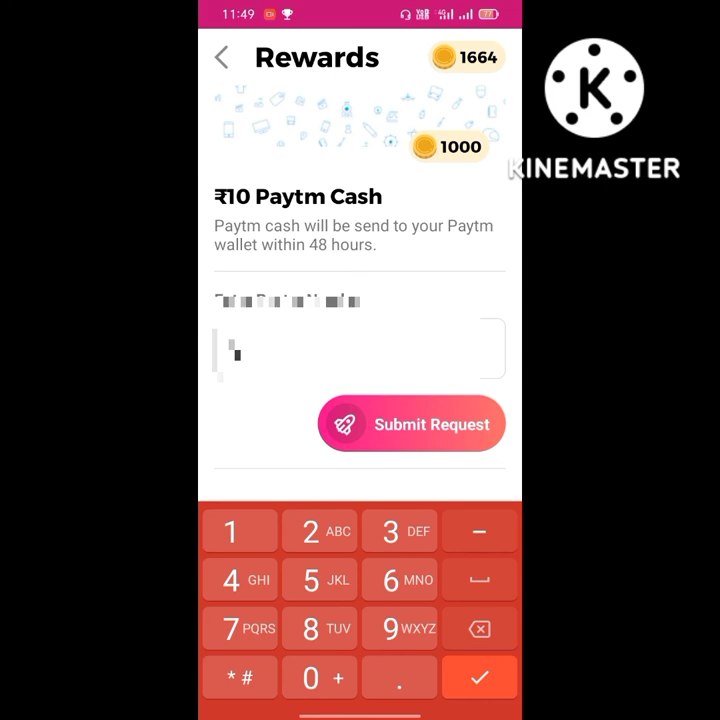 11:49
77
Rewards
1664
1000
₹10 Paytm Cash
Paytm cash will be send to your Paytm
wallet within 48 hours.
Submit Request
1
2 ABC
3 DEF
-
4 GHI
5 JKL
6 MNO
7 PQRS
8 TUV
9 WXYZ
* #
0 +
.
K
KINEMASTER